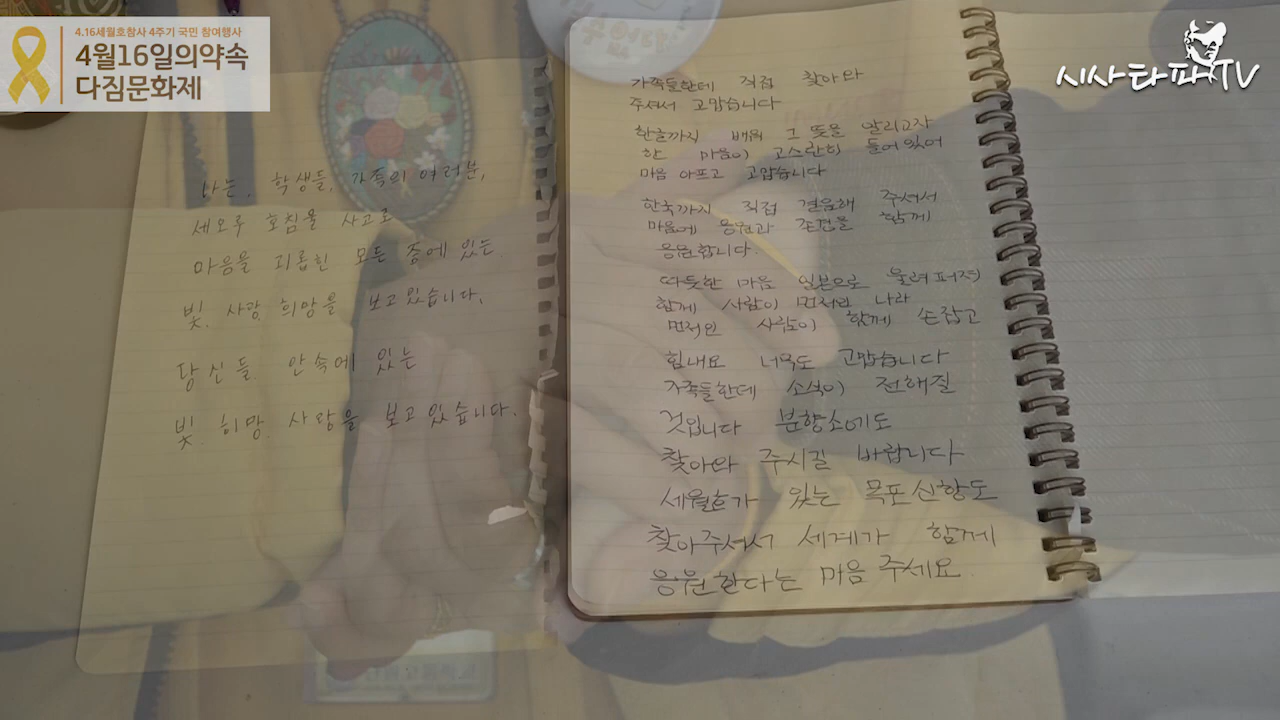 4.16세월호참사 4주기 국민 참여행사
4월16일의약속
다짐문화제
시사타파TV
나는, 학생들, 가족의 여러분,
세오루 호침몰 사고로
마음을 괴롭힌 모든 중에 있는
빛, 사랑, 희망을 보고있습니다,
당신들 안속에 있는
빛, 희망, 사랑을 보고있습니다.
가족들한데 직접 찾아와
주셔서 고맙습니다
한글까지 배워 그 뜻을 알리고자
한 마음이 고스란히 들어있어
마음 아프고 고맙습니다
한국까지 직접 걸음해 주셔서
마음에 응원과 존경을 함께
응원합니다.
따듯한 마음 일본으로 울려퍼져
함께 사람이 먼저란 나라
먼저인 사람이 함께 손잡고
힘내요 너무도 고맙습니다
가족들한데 소식이 전해질
것입니다 분향소에도
찾아와 주시길 바랍니다
세월호가 있는 목포신항도
찾아주셔서 세계가 함께
응원한다는 마음 주세요